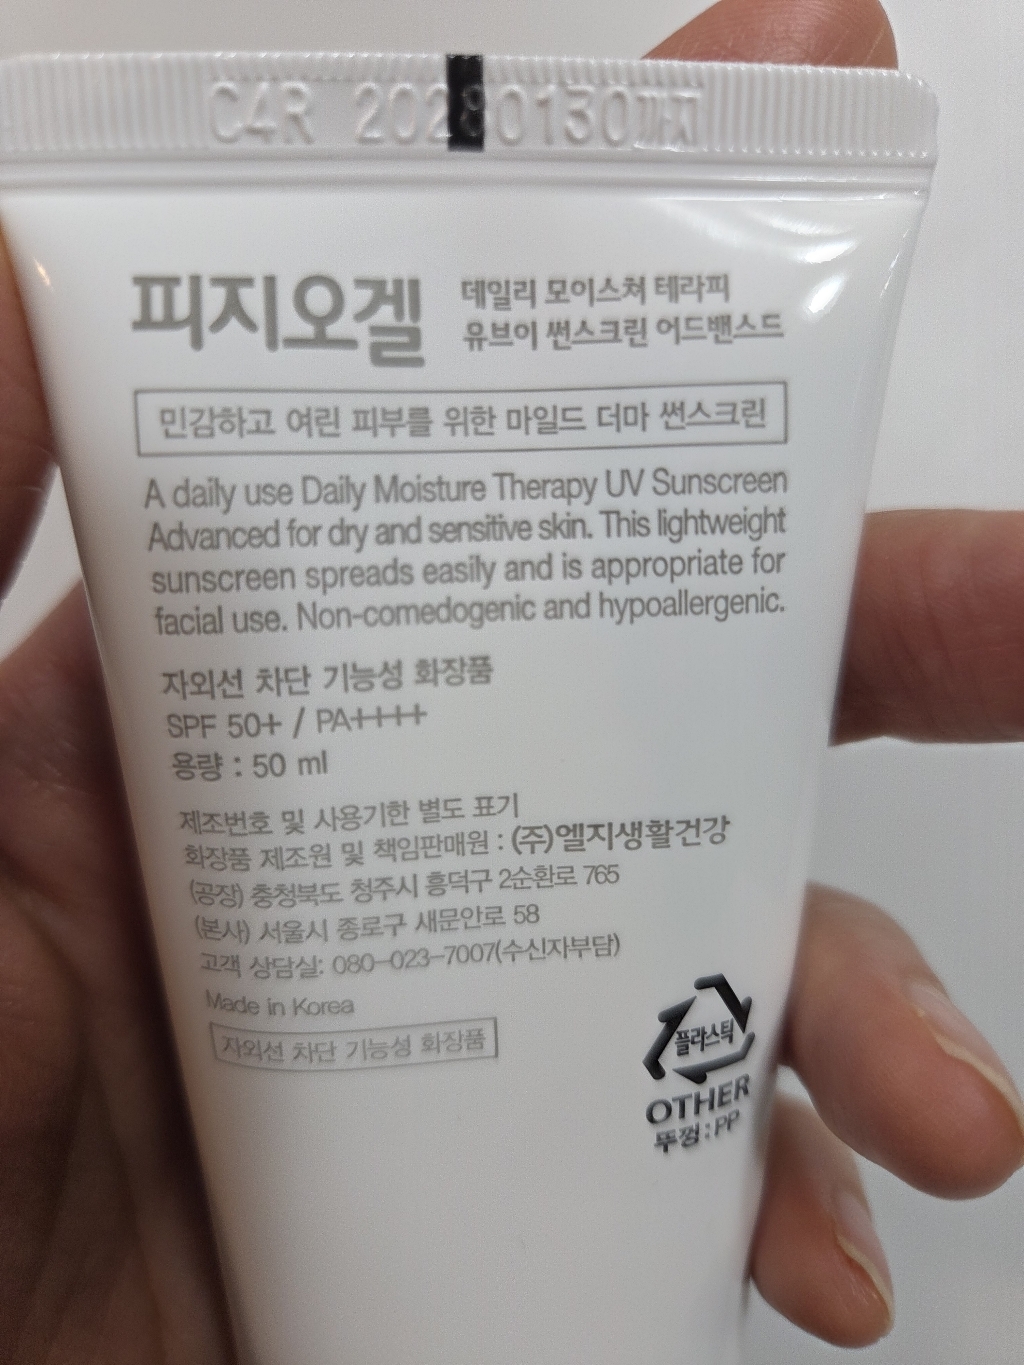 C4R 20280130까지
피지오겔
데일리 모이스쳐 테라피
유브이 썬스크린 어드밴스드
민감하고 여린 피부를 위한 마일드 더마 썬스크린
A daily use Daily Moisture Therapy UV Sunscreen
Advanced for dry and sensitive skin. This lightweight
sunscreen spreads easily and is appropriate for
facial use. Non-comedogenic and hypoallergenic.
자외선 차단 기능성 화장품
SPF 50+ / PA++++
용량 : 50 ml
제조번호 및 사용기한 별도 표기
화장품 제조원 및 책임판매원 : (주)엘지생활건강
(공장) 충청북도 청주시 흥덕구 2순환로 765
(본사) 서울시 종로구 새문안로 58
고객 상담실: 080-023-7007(수신자부담)
Made in Korea
자외선 차단 기능성 화장품
플라스틱
OTHER
뚜껑:PP